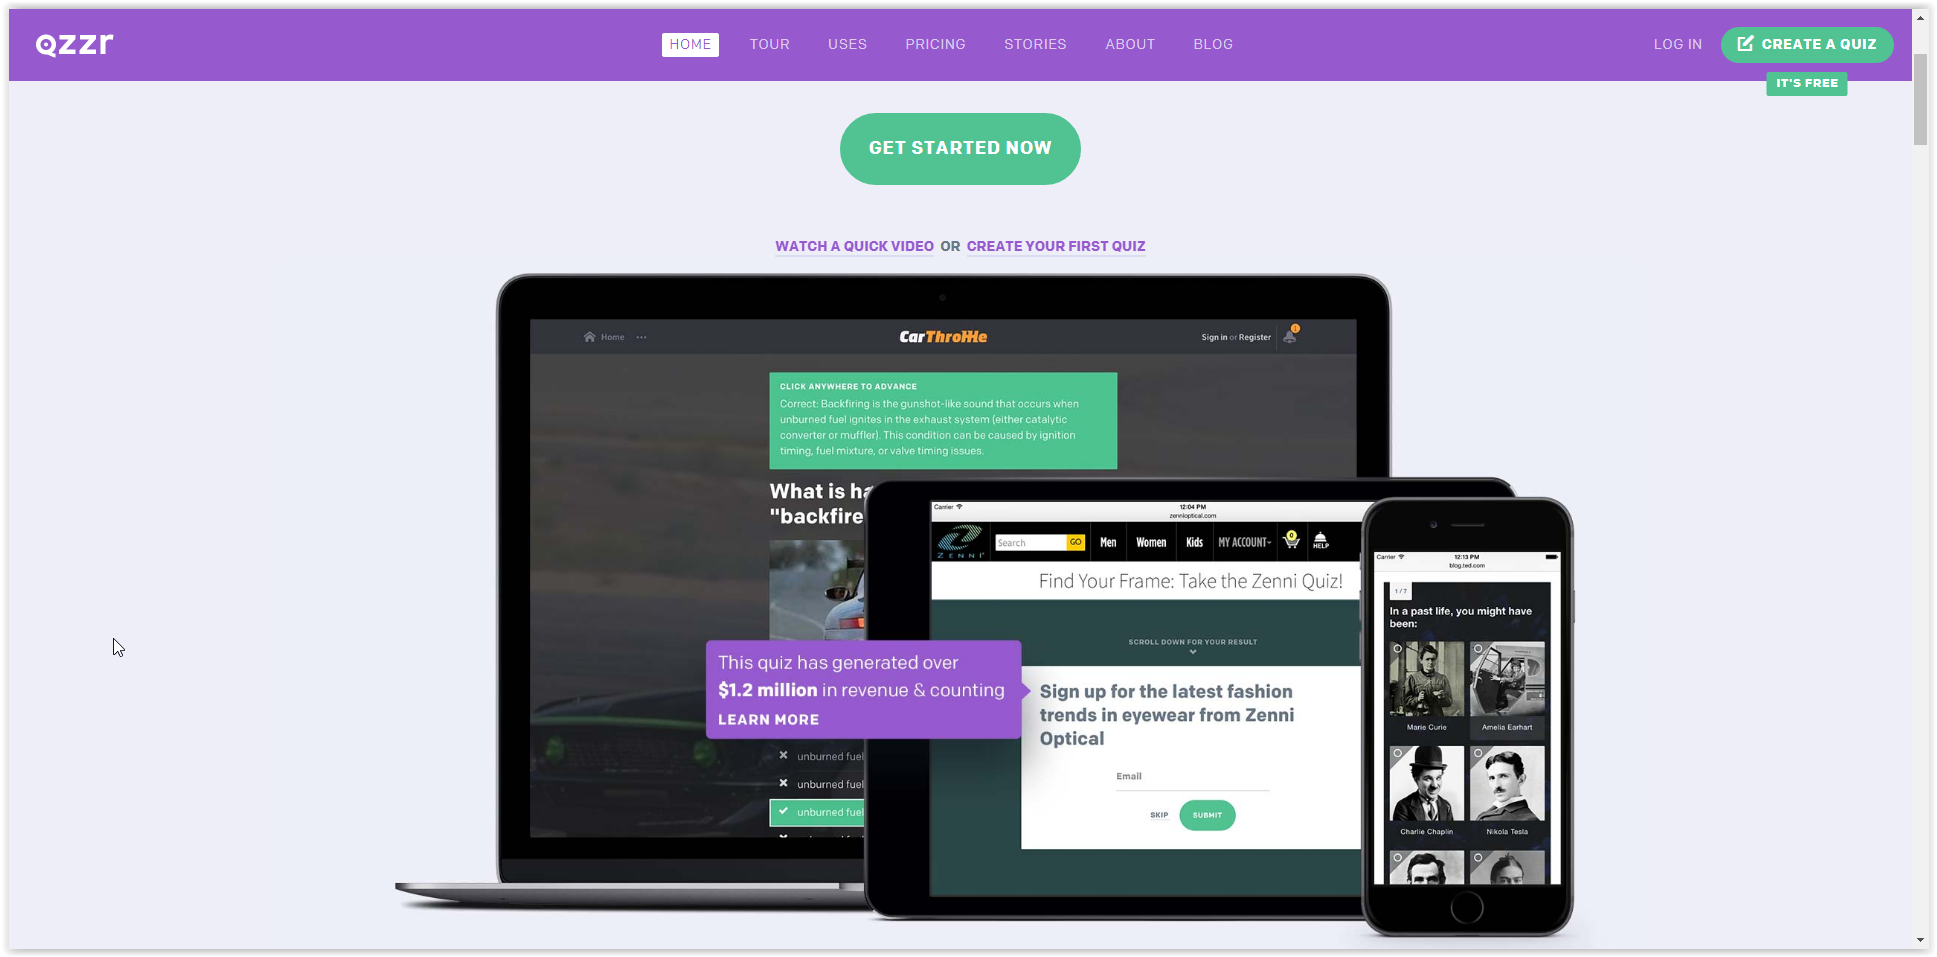 qzzr
HOME TOUR USES PRICING STORIES ABOUT BLOG
LOG IN CREATE A QUIZ
IT'S FREE
GET STARTED NOW
WATCH A QUICK VIDEO OR CREATE YOUR FIRST QUIZ
Home ... CarThrottle Sign in or Register 1
CLICK ANYWHERE TO ADVANCE
Correct: Backfiring is the gunshot-like sound that occurs when
unburned fuel ignites in the exhaust system (either catalytic
converter or muffler). This condition can be caused by ignition
timing, fuel mixture, or valve timing issues.
What is ha
"backfire
unburned fuel
unburned fuel
unburned fuel
This quiz has generated over
$1.2 million in revenue & counting
LEARN MORE
Carrier 12:04 PM
zennioptical.com
ZENNI Search GO Men Women Kids MY ACCOUNT 0 HELP
Find Your Frame: Take the Zenni Quiz!
SCROLL DOWN FOR YOUR RESULT
Sign up for the latest fashion
trends in eyewear from Zenni
Optical
Email
SKIP SUBMIT
Carrier 12:13 PM
blog.ted.com
1 / 7
In a past life, you might have
been:
Marie Curie Amelia Earhart
Charlie Chaplin Nikola Tesla